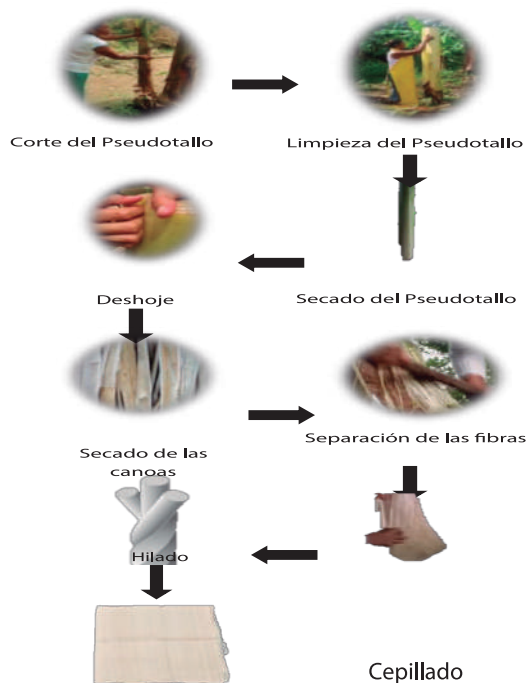 Corte del Pseudotallo
Limpieza del Pseudotallo
Secado del Pseudotallo
Deshoje
Secado de las
canoas
Separación de las fibras
Cepillado
Hilado